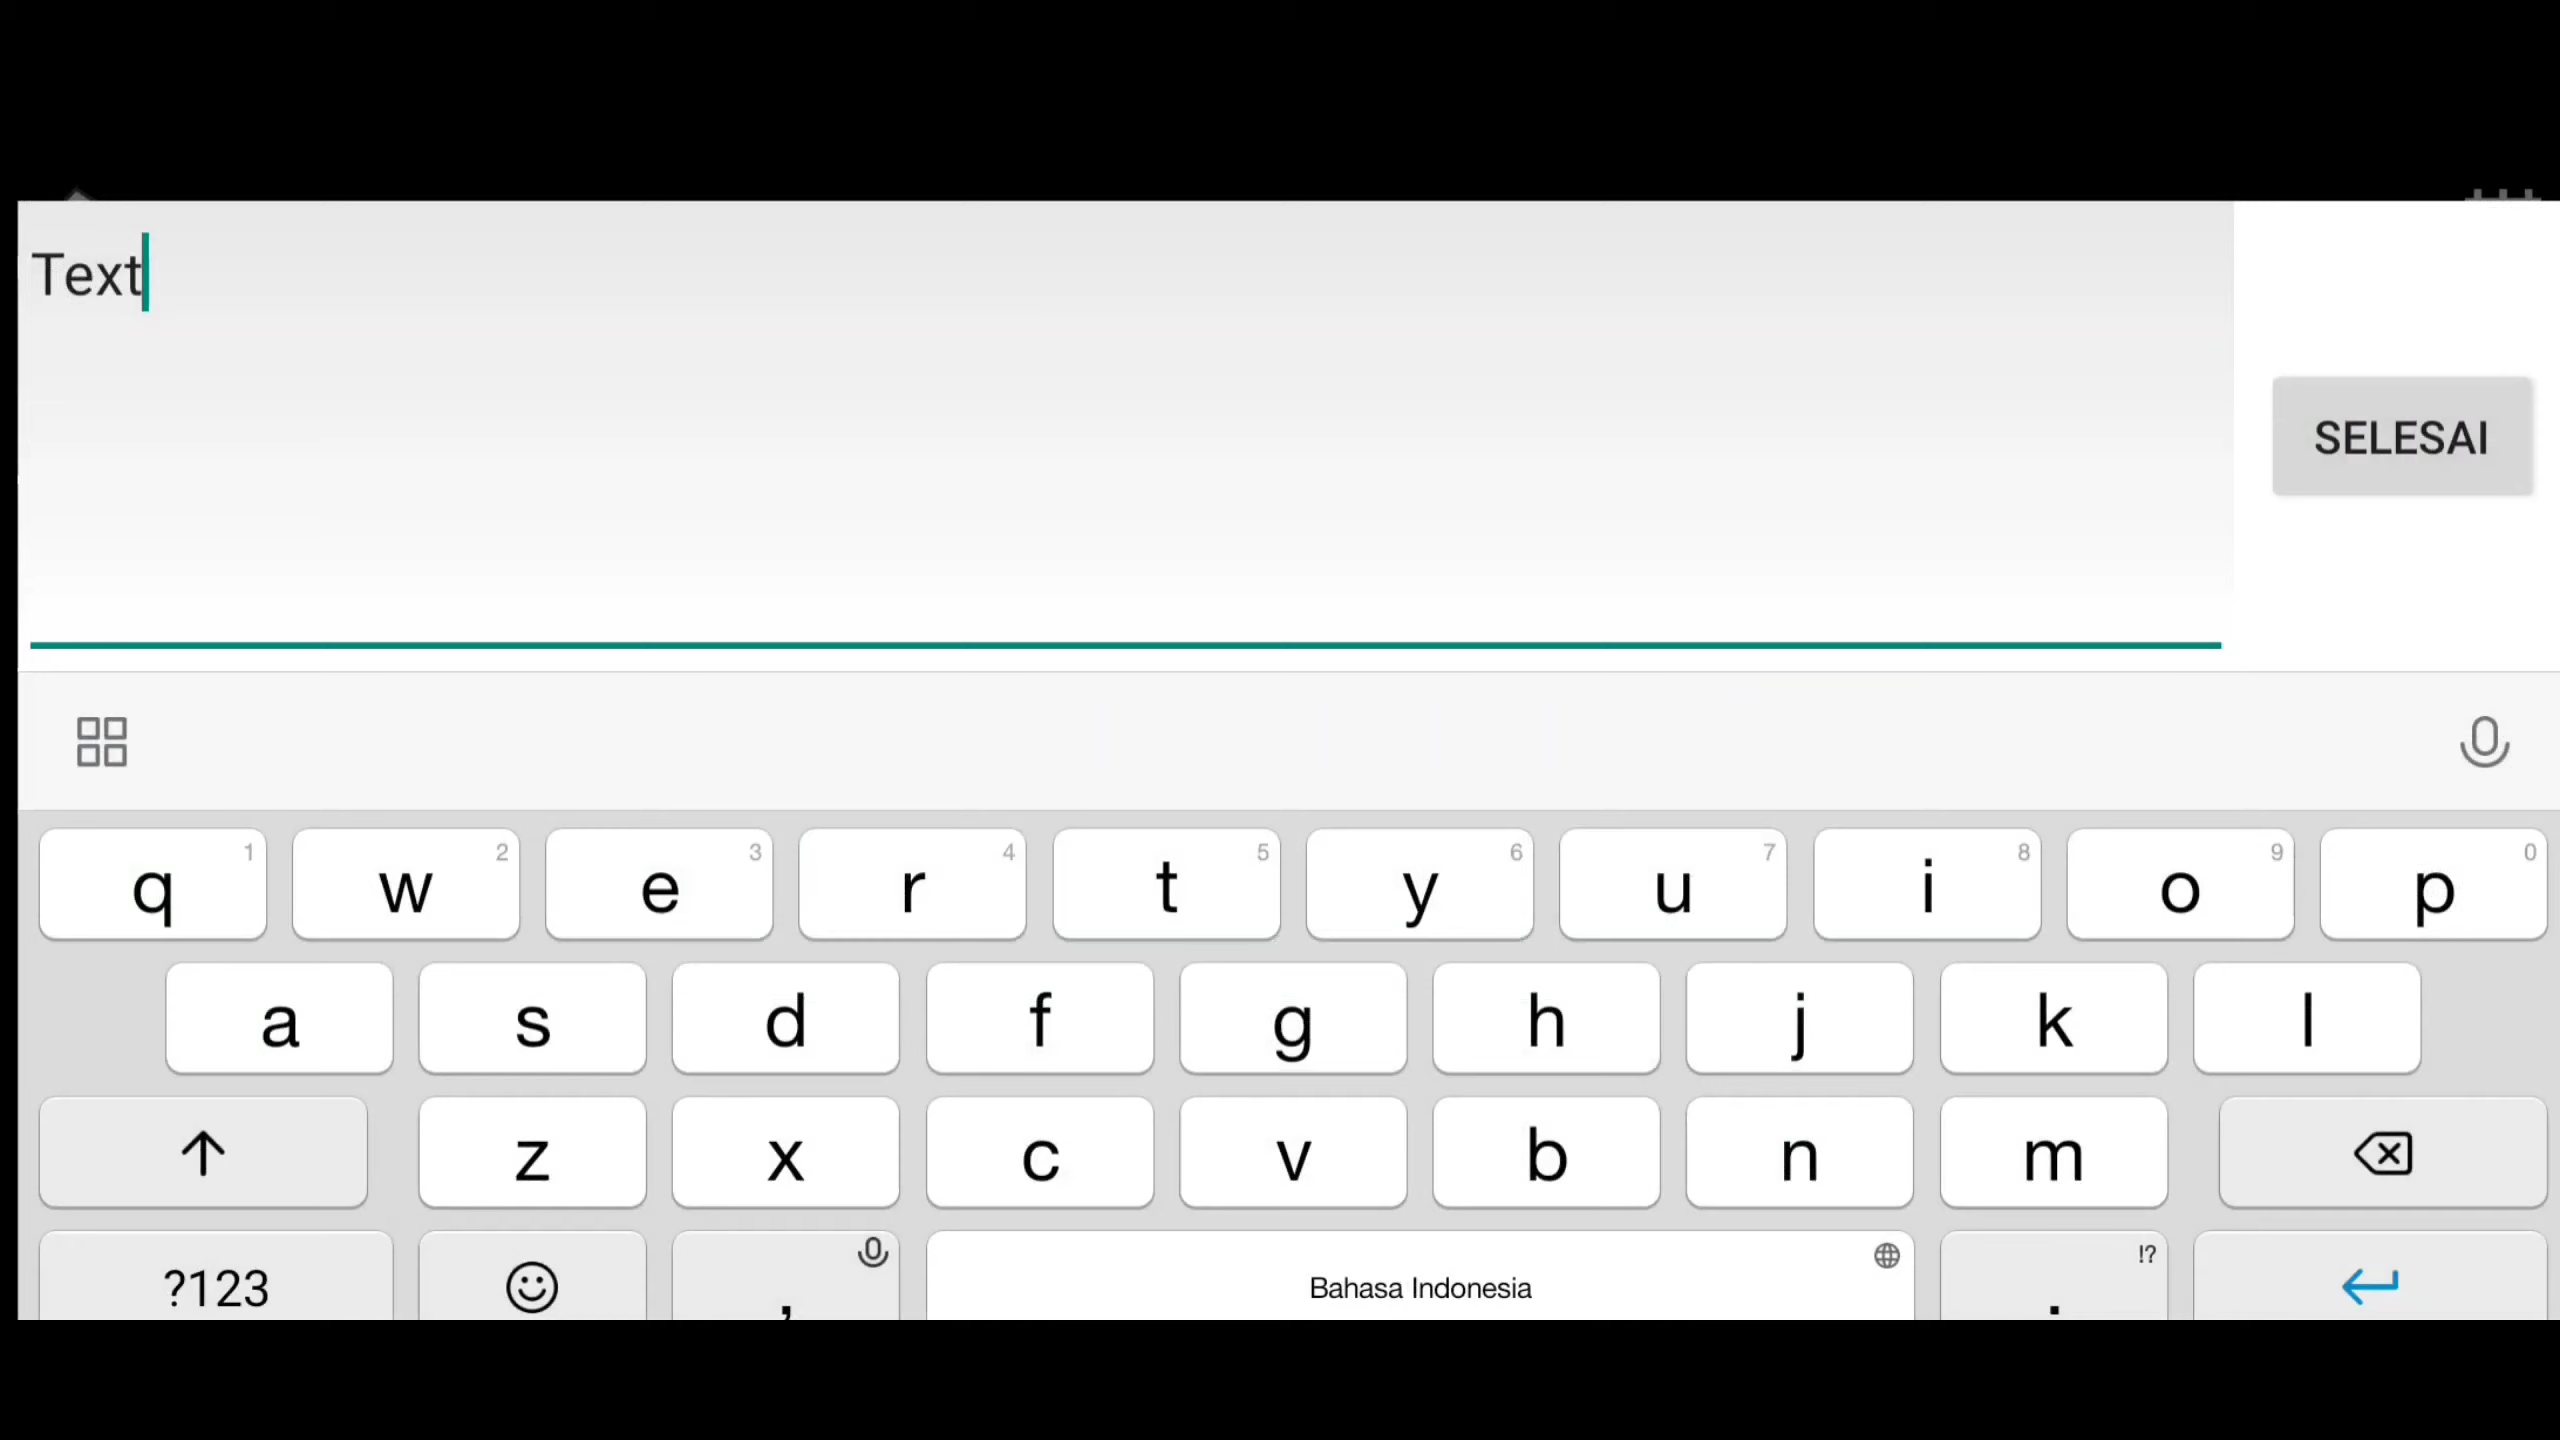 Text
SELESAI
q 1 w 2 e 3 r 4 t 5 y 6 u 7 i 8 o 9 p 0
a s d f g h j k l
z x c v b n m
?123 , Bahasa Indonesia . !?